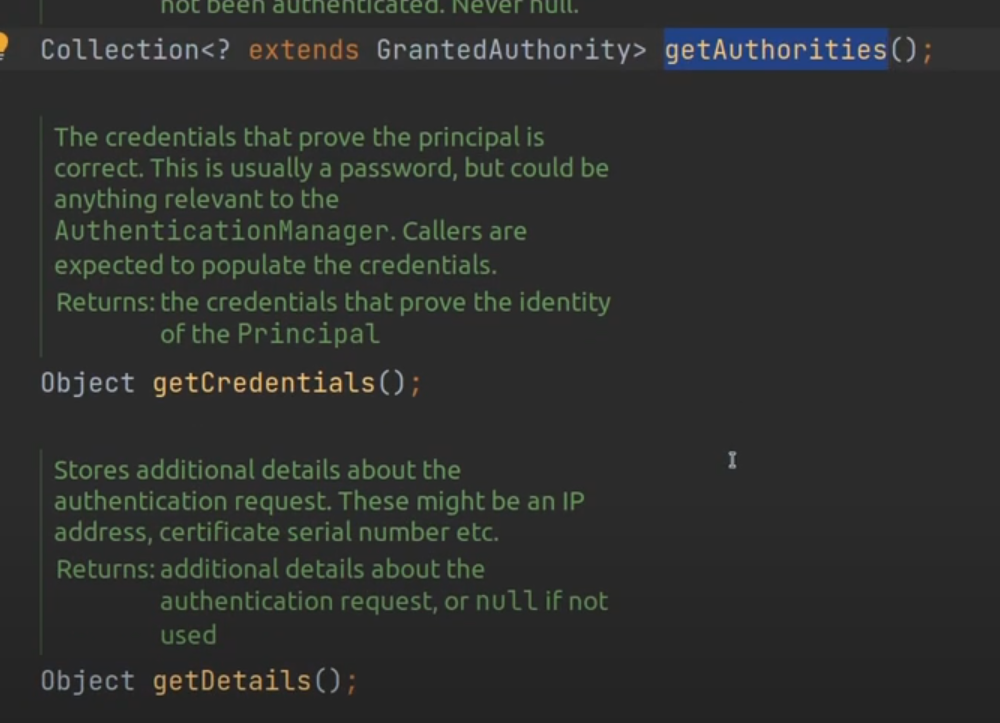 not been authenticated. Never null.
Collection<? extends GrantedAuthority> getAuthorities();
The credentials that prove the principal is
correct. This is usually a password, but could be
anything relevant to the
AuthenticationManager. Callers are
expected to populate the credentials.
Returns: the credentials that prove the identity
of the Principal
Object getCredentials();
Stores additional details about the
authentication request. These might be an IP
address, certificate serial number etc.
Returns: additional details about the
authentication request, or null if not
used
Object getDetails();